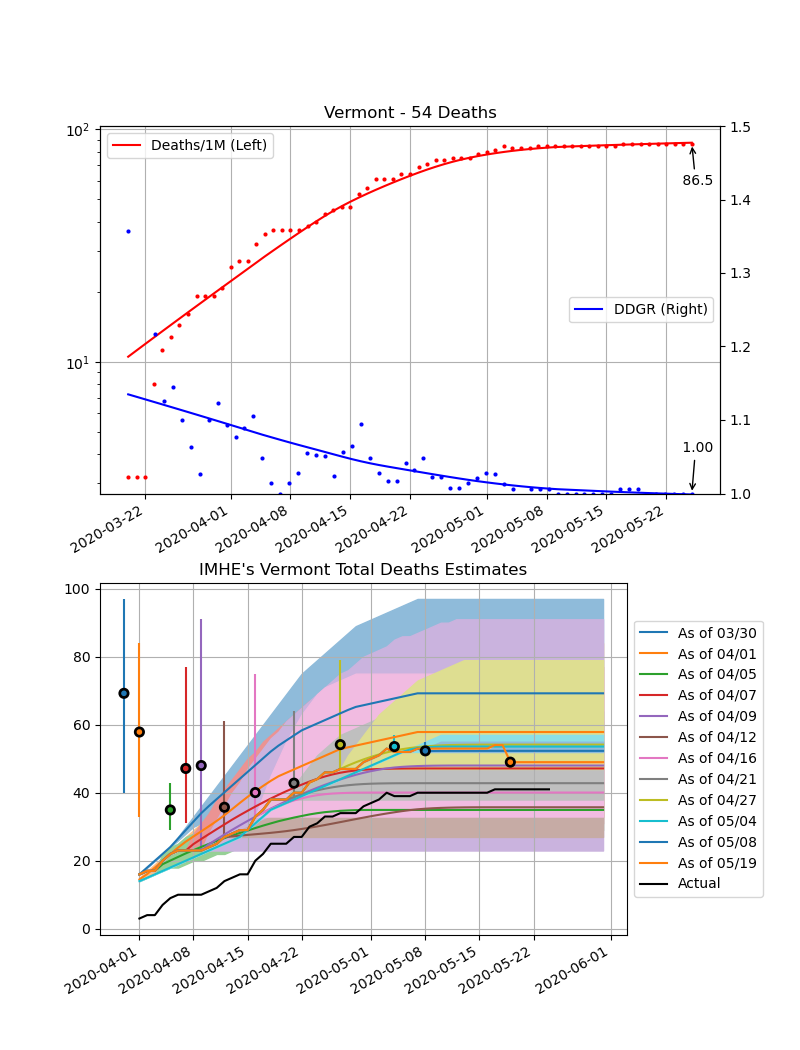 Vermont - 54 Deaths
10²
10¹
Deaths/1M (Left)
86.5
DDGR (Right)
1.00
1.5
1.4
1.3
1.2
1.1
1.0
2020-03-22
2020-04-01
2020-04-08
2020-04-15
2020-04-22
2020-05-01
2020-05-08
2020-05-15
2020-05-22
IMHE's Vermont Total Deaths Estimates
100
80
60
40
20
0
2020-04-01
2020-04-08
2020-04-15
2020-04-22
2020-05-01
2020-05-08
2020-05-15
2020-05-22
2020-06-01
As of 03/30
As of 04/01
As of 04/05
As of 04/07
As of 04/09
As of 04/12
As of 04/16
As of 04/21
As of 04/27
As of 05/04
As of 05/08
As of 05/19
Actual